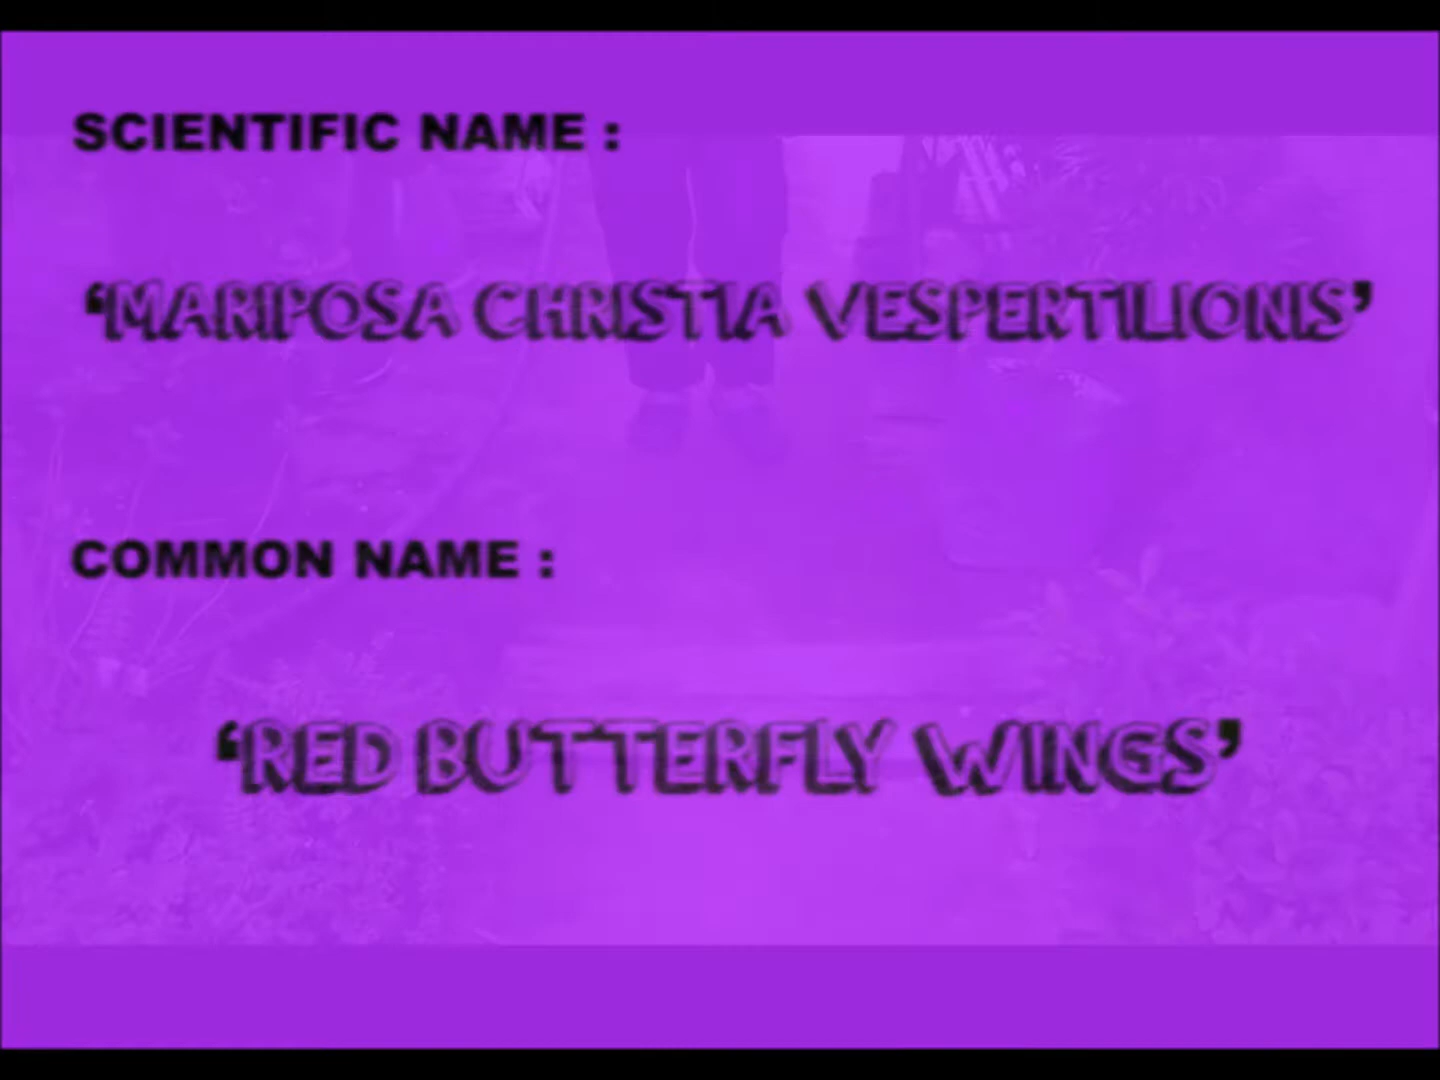 SCIENTIFIC NAME :
‘MARIPOSA CHRISTIA VESPERTILIONIS’
COMMON NAME :
‘RED BUTTERFLY WINGS’